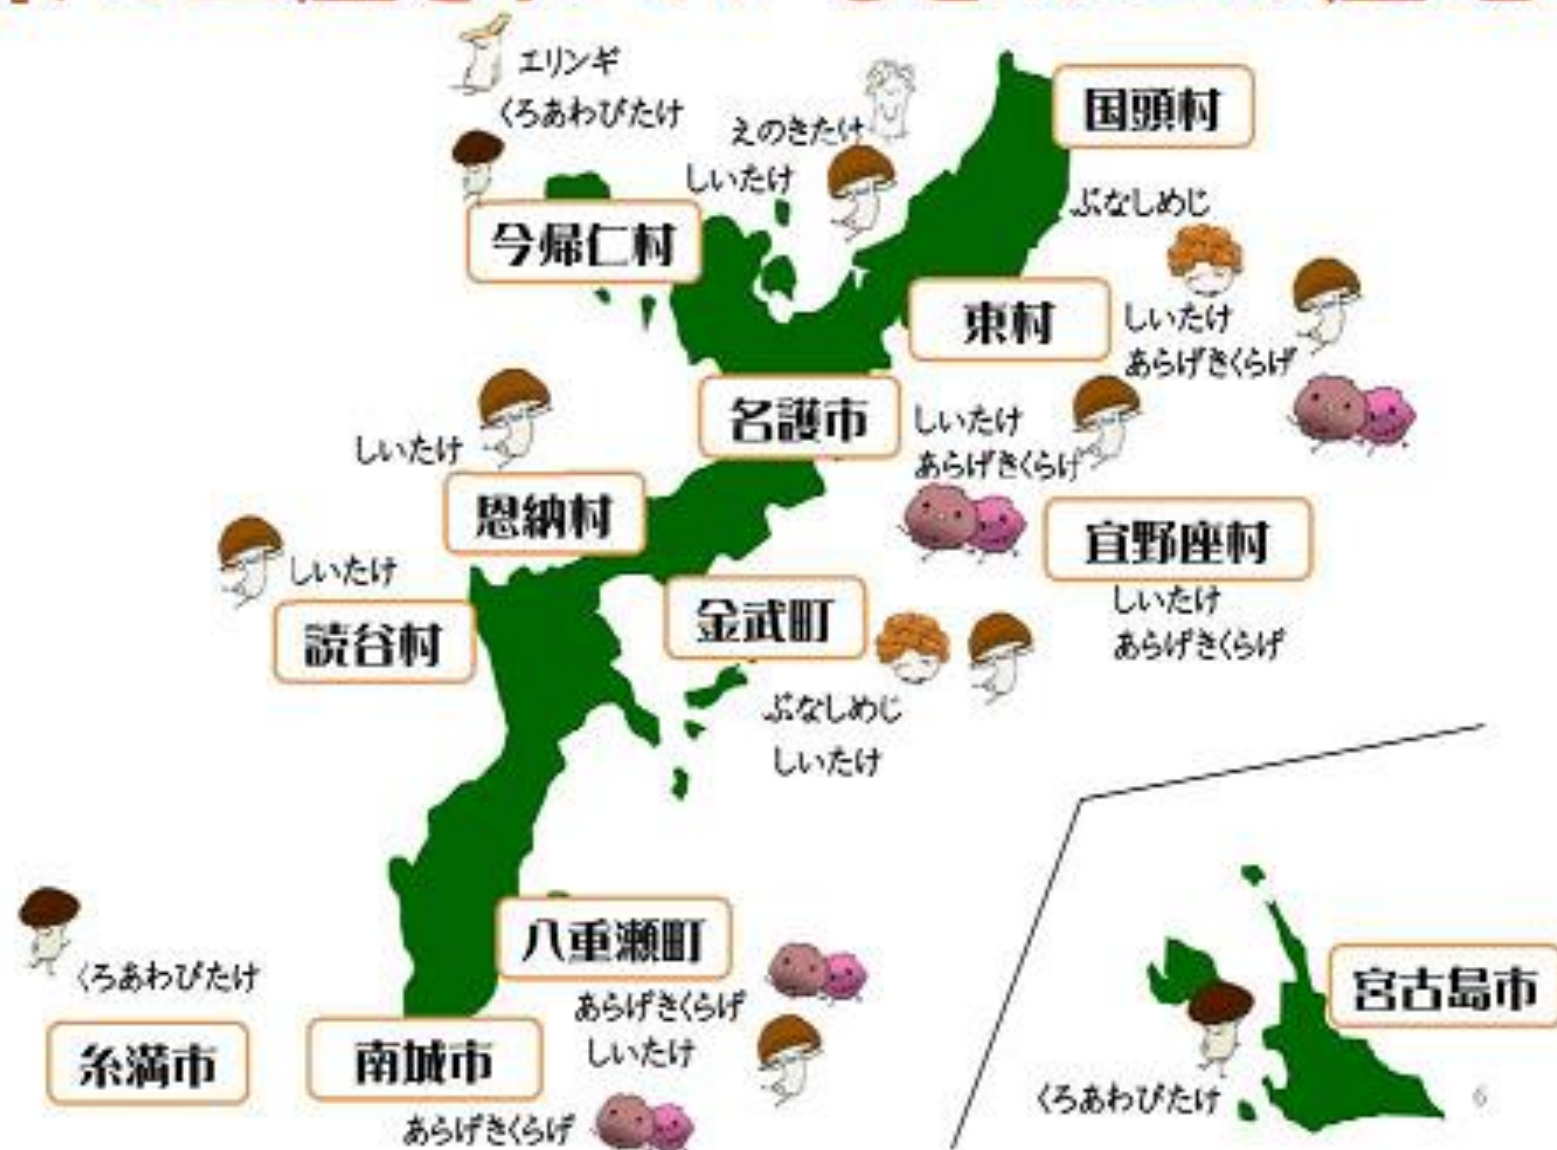 エリンギ
くろあわびたけ
今帰仁村
えのきたけ
しいたけ
国頭村
ぶなしめじ
東村
しいたけ
あらげきくらげ
名護市
しいたけ
あらげきくらげ
しいたけ
恩納村
宜野座村
しいたけ
あらげきくらげ
しいたけ
読谷村
金武町
ぶなしめじ
しいたけ
くろあわびたけ
糸満市
八重瀬町
あらげきくらげ
しいたけ
南城市
あらげきくらげ
宮古島市
くろあわびたけ
6